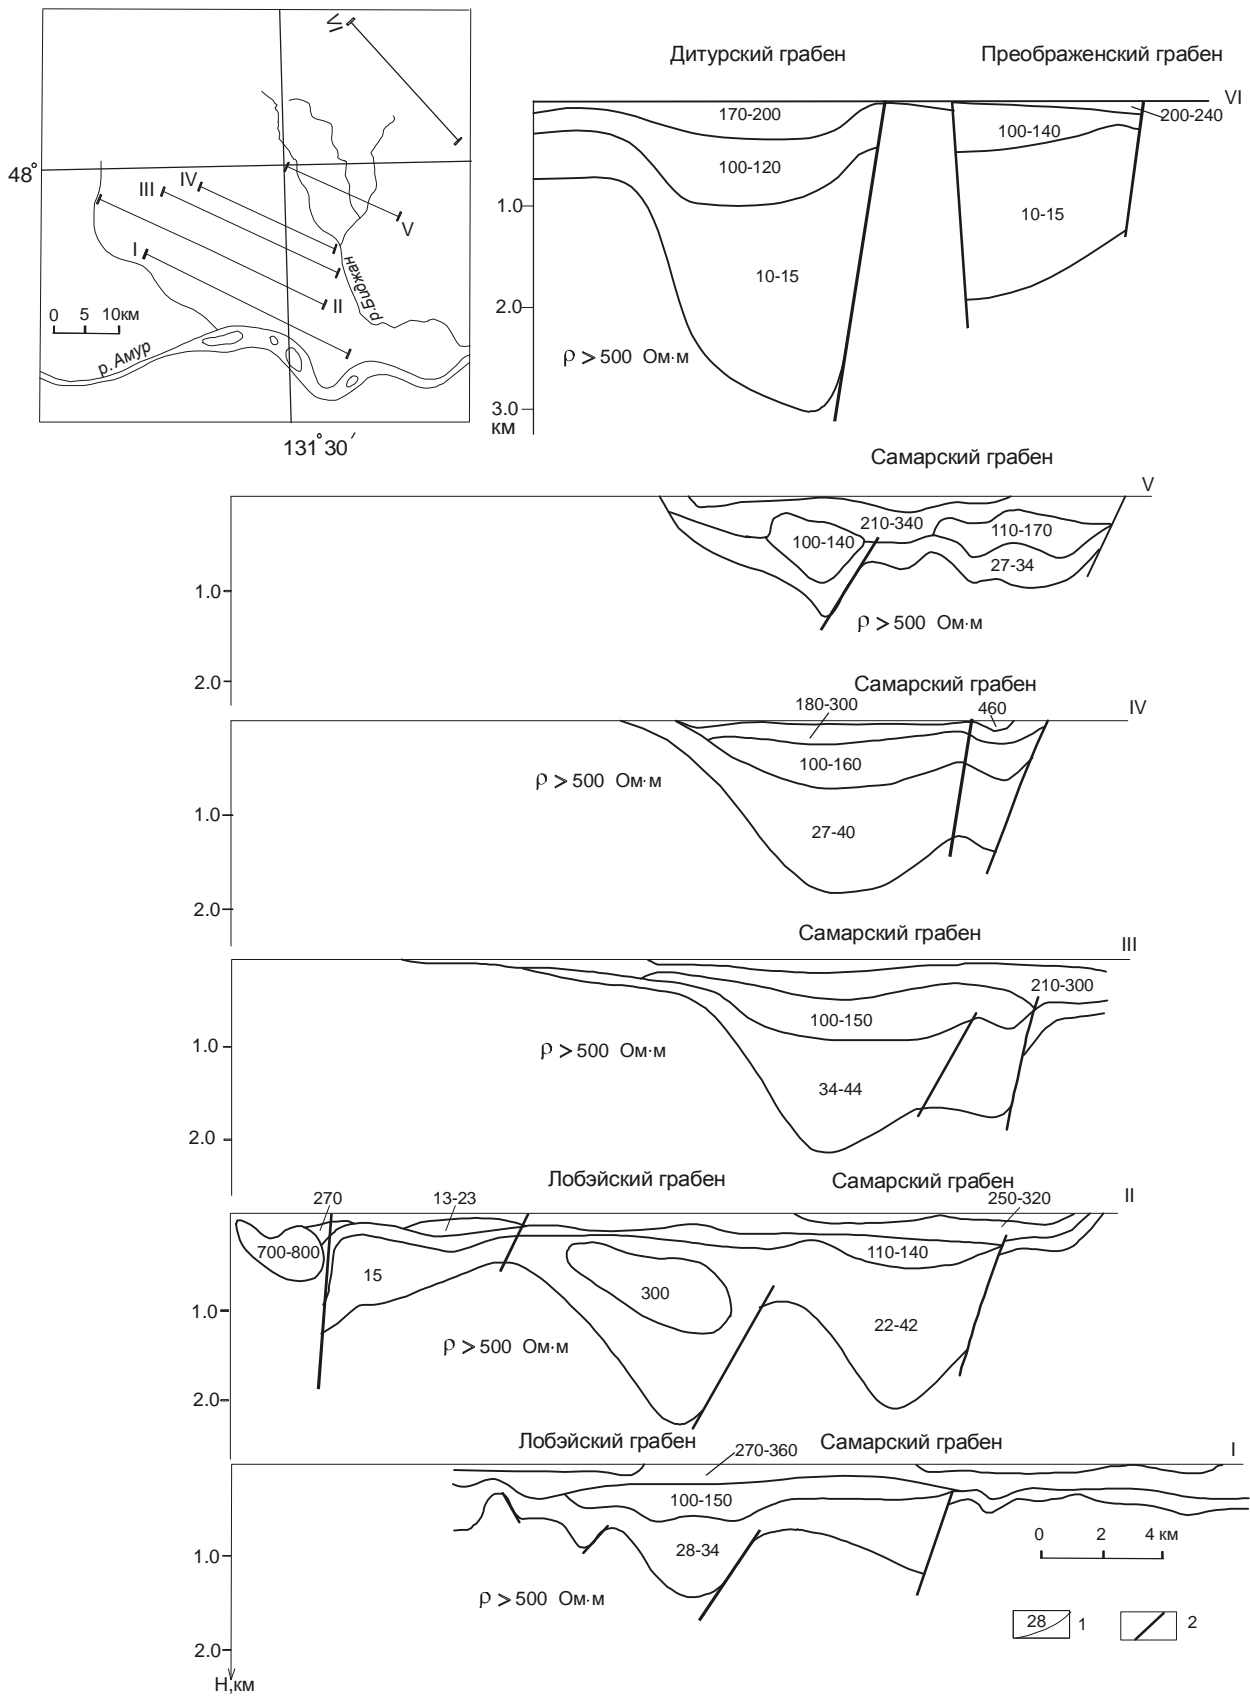 VI
48°
III
IV
V
I
II
р.Биджан
0 5 10км
р. Амур
131°30′
Дитурский грабен
Преображенский грабен
VI
170-200
200-240
100-140
100-120
1.0
10-15
10-15
2.0
ρ > 500 Ом·м
3.0
км
Самарский грабен
V
210-340
110-170
100-140
27-34
1.0
ρ > 500 Ом·м
2.0
Самарский грабен
180-300
460
IV
100-160
ρ > 500 Ом·м
1.0
27-40
2.0
Самарский грабен
III
210-300
100-150
1.0
ρ > 500 Ом·м
34-44
2.0
Лобэйский грабен
Самарский грабен
270
13-23
250-320
II
700-800
110-140
15
300
1.0
22-42
ρ > 500 Ом·м
2.0
Лобэйский грабен
Самарский грабен
270-360
I
100-150
0 2 4 км
28-34
1.0
ρ > 500 Ом·м
28 1
2
2.0
Н,км